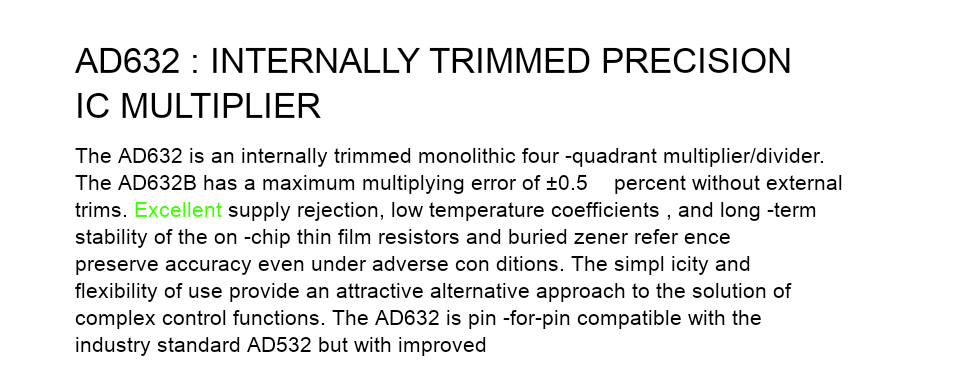 AD632 : INTERNALLY TRIMMED PRECISION
IC MULTIPLIER
The AD632 is an internally trimmed monolithic four -quadrant multiplier/divider.
The AD632B has a maximum multiplying error of ±0.5 percent without external
trims. Excellent supply rejection, low temperature coefficients , and long -term
stability of the on -chip thin film resistors and buried zener refer ence
preserve accuracy even under adverse con ditions. The simpl icity and
flexibility of use provide an attractive alternative approach to the solution of
complex control functions. The AD632 is pin -for-pin compatible with the
industry standard AD532 but with improved